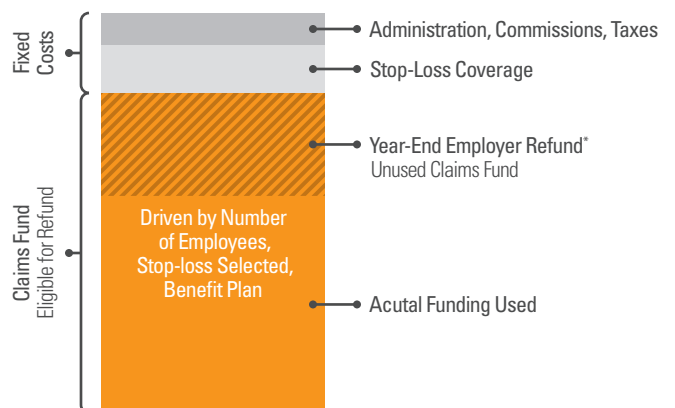 Fixed
Costs
Administration, Commissions, Taxes
Stop-Loss Coverage
Claims Fund
Eligible for Refund
Year-End Employer Refund*
Unused Claims Fund
Driven by Number
of Employees,
Stop-loss Selected,
Benefit Plan
Acutal Funding Used